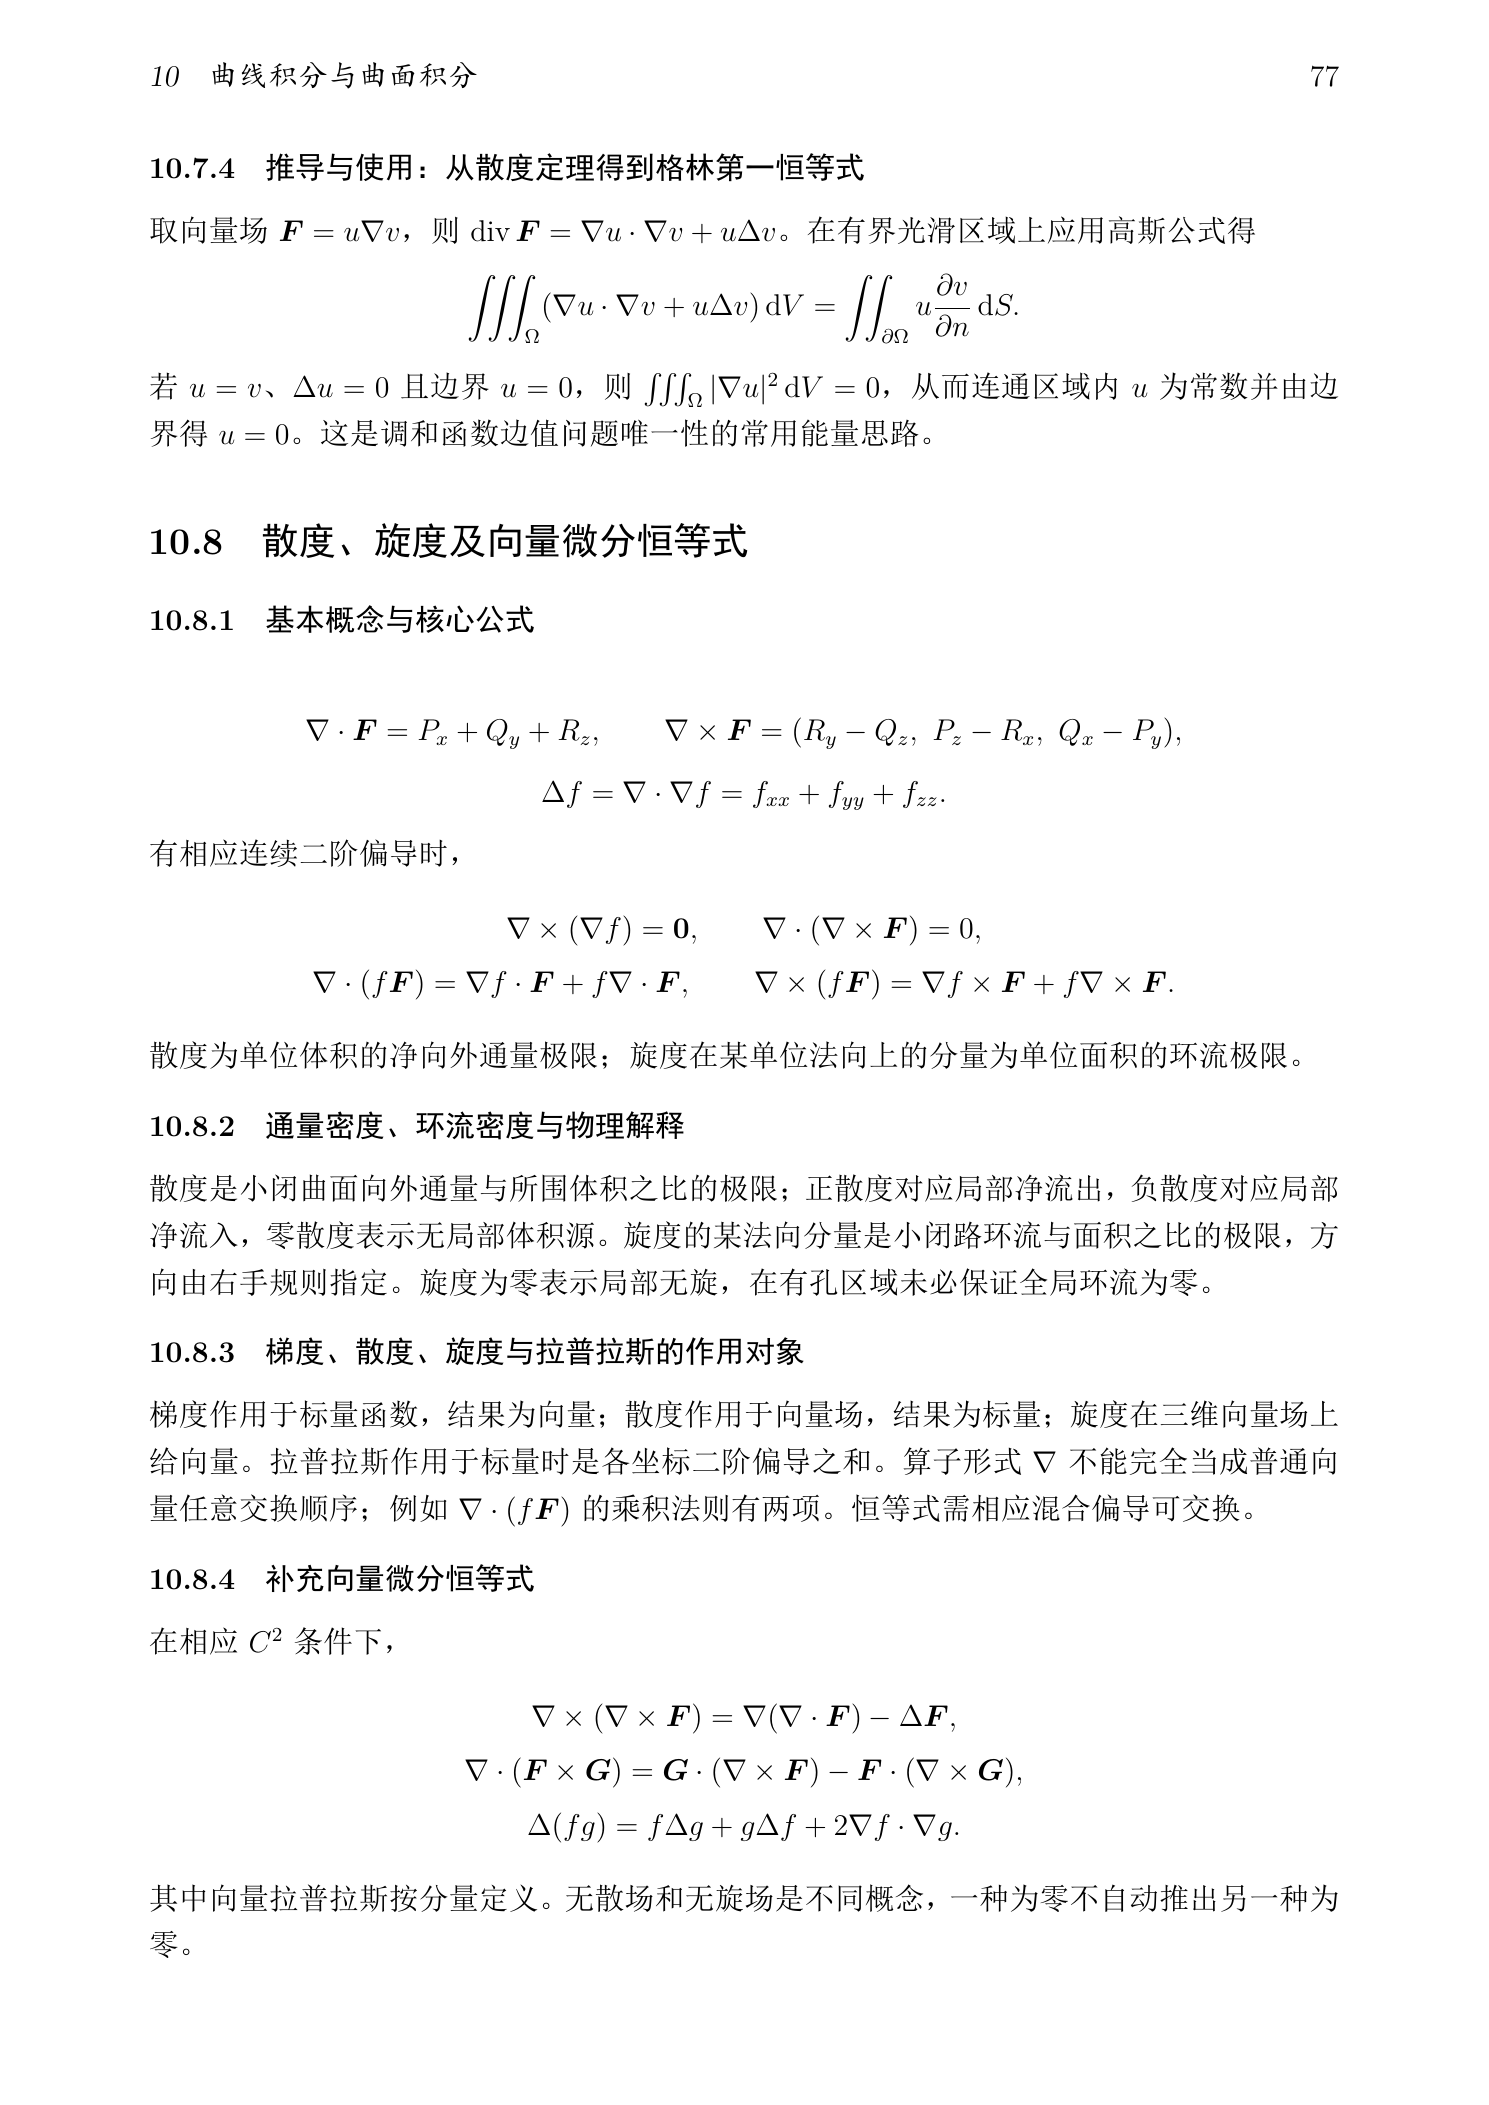 10 曲线积分与曲面积分 77
10.7.4 推导与使用：从散度定理得到格林第一恒等式
取向量场 F = u∇v，则 div F = ∇u · ∇v + uΔv。在有界光滑区域上应用高斯公式得
∭_Ω (∇u · ∇v + uΔv) dV = ∬_∂Ω u ∂v/∂n dS.
若 u = v、Δu = 0 且边界 u = 0，则 ∭_Ω |∇u|² dV = 0，从而连通区域内 u 为常数并由边
界得 u = 0。这是调和函数边值问题唯一性的常用能量思路。
10.8 散度、旋度及向量微分恒等式
10.8.1 基本概念与核心公式
∇ · F = P_x + Q_y + R_z, ∇ × F = (R_y − Q_z, P_z − R_x, Q_x − P_y),
Δf = ∇ · ∇f = f_xx + f_yy + f_zz.
有相应连续二阶偏导时，
∇ × (∇f) = 0, ∇ · (∇ × F) = 0,
∇ · (fF) = ∇f · F + f∇ · F, ∇ × (fF) = ∇f × F + f∇ × F.
散度为单位体积的净向外通量极限；旋度在某单位法向上的分量为单位面积的环流极限。
10.8.2 通量密度、环流密度与物理解释
散度是小闭曲面向外通量与所围体积之比的极限；正散度对应局部净流出，负散度对应局部
净流入，零散度表示无局部体积源。旋度的某法向分量是小闭路环流与面积之比的极限，方
向由右手规则指定。旋度为零表示局部无旋，在有孔区域未必保证全局环流为零。
10.8.3 梯度、散度、旋度与拉普拉斯的作用对象
梯度作用于标量函数，结果为向量；散度作用于向量场，结果为标量；旋度在三维向量场上
给向量。拉普拉斯作用于标量时是各坐标二阶偏导之和。算子形式 ∇ 不能完全当成普通向
量任意交换顺序；例如 ∇ · (fF) 的乘积法则有两项。恒等式需相应混合偏导可交换。
10.8.4 补充向量微分恒等式
在相应 C² 条件下，
∇ × (∇ × F) = ∇(∇ · F) − ΔF,
∇ · (F × G) = G · (∇ × F) − F · (∇ × G),
Δ(fg) = fΔg + gΔf + 2∇f · ∇g.
其中向量拉普拉斯按分量定义。无散场和无旋场是不同概念，一种为零不自动推出另一种为
零。